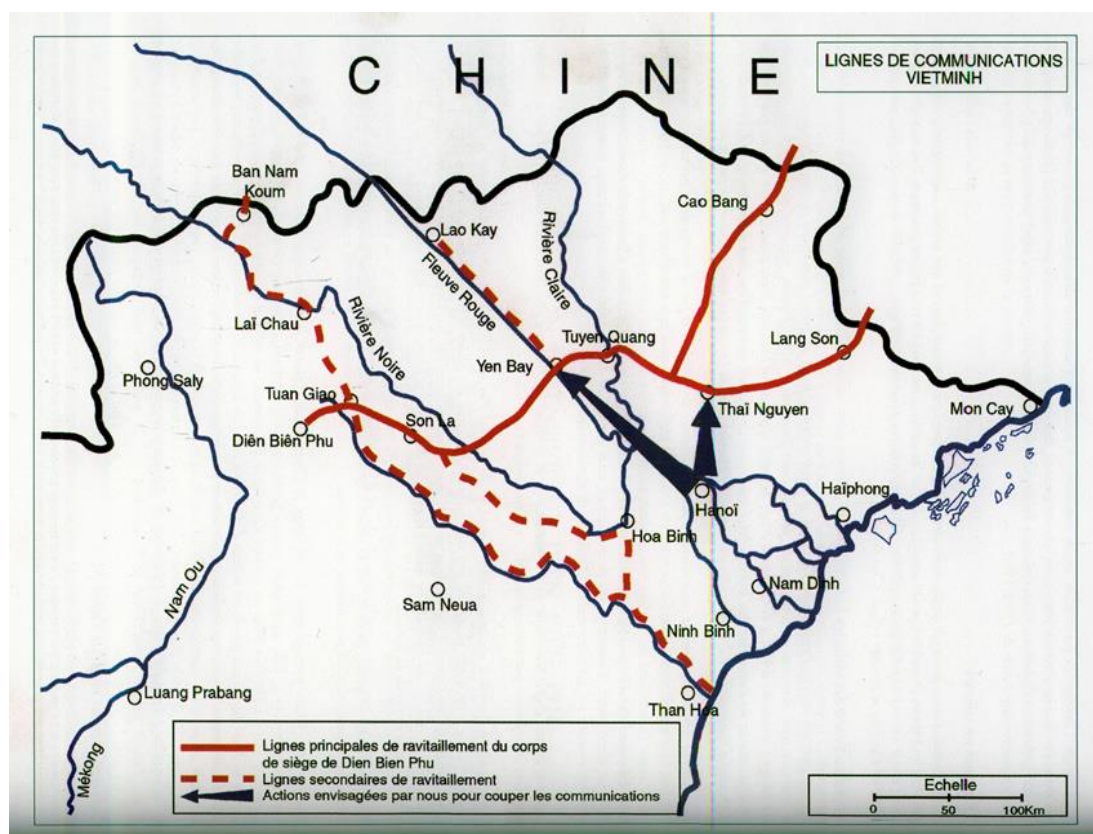 C H I N E
LIGNES DE COMMUNICATIONS
VIETMINH
Ban Nam
Koum
Cao Bang
Lao Kay
Rivière Claire
Fleuve Rouge
Rivière Noire
Laï Chau
Tuyen Quang
Lang Son
Yen Bay
Phong Saly
Tuan Giao
Thaï Nguyen
Mon Cay
Son La
Diên Biên Phu
Hanoï
Haïphong
Hoa Binh
Nam Ou
Sam Neua
Nam Dinh
Ninh Binh
Luang Prabang
Than Hoa
Mékong
Lignes principales de ravitaillement du corps
de siège de Dien Bien Phu
Lignes secondaires de ravitaillement
Actions envisagées par nous pour couper les communications
Echelle
0 50 100Km